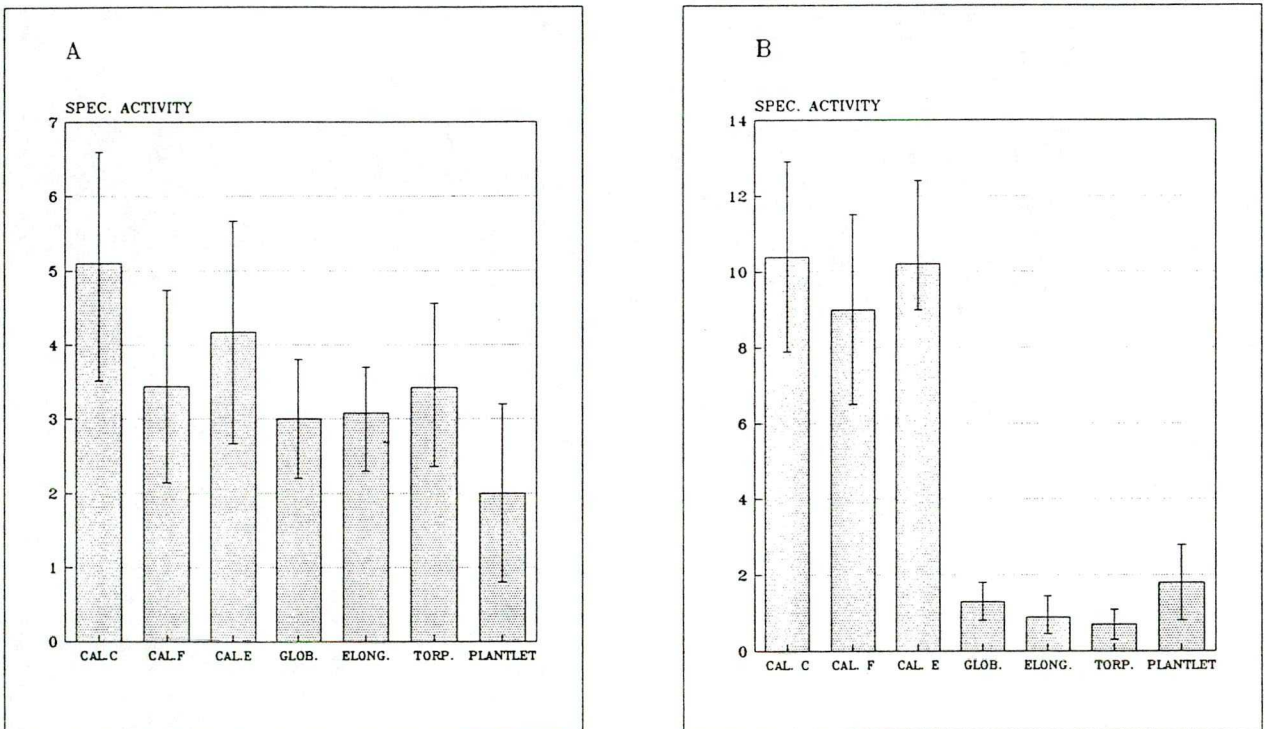 A
SPEC. ACTIVITY
7
6
5
4
3
2
1
0
CAL.C CAL.F CAL.E GLOB. ELONG. TORP. PLANTLET
B
SPEC. ACTIVITY
14
12
10
8
6
4
2
0
CAL. C CAL. F CAL. E GLOB. ELONG. TORP. PLANTLET